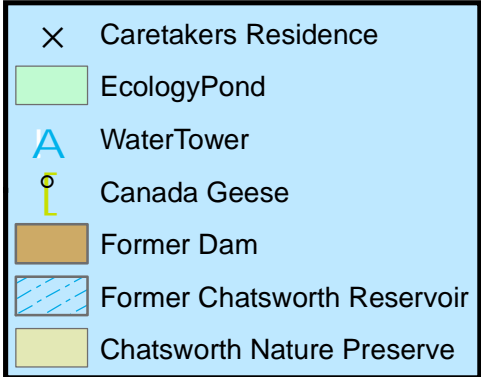 Caretakers Residence
EcologyPond
WaterTower
Canada Geese
Former Dam
Former Chatsworth Reservoir
Chatsworth Nature Preserve